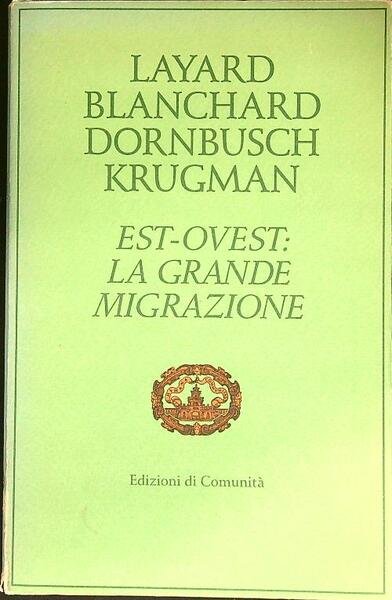 LAYARD
BLANCHARD
DORNBUSCH
KRUGMAN
EST-OVEST:
LA GRANDE
MIGRAZIONE
Edizioni di Comunità